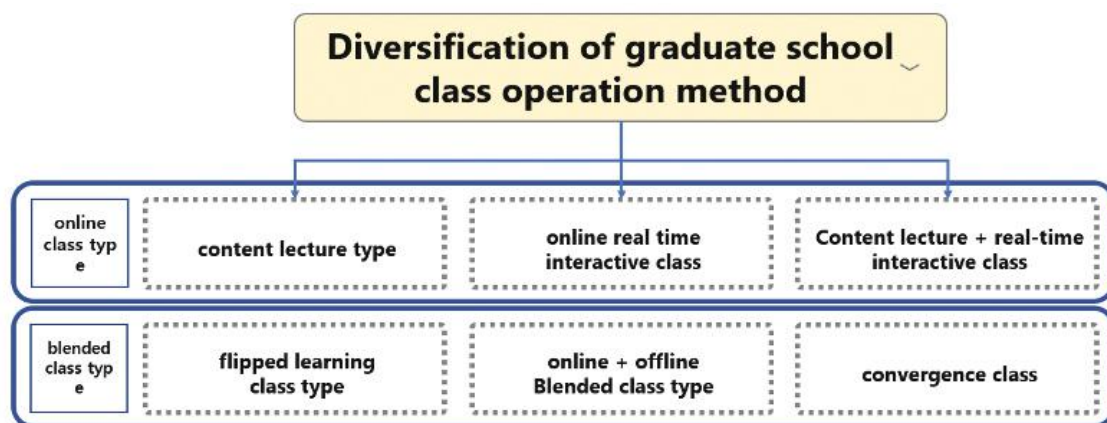 Diversification of graduate school
class operation method
online
class typ
e
content lecture type
online real time
interactive class
Content lecture + real-time
interactive class
blended
class typ
e
flipped learning
class type
online + offline
Blended class type
convergence class